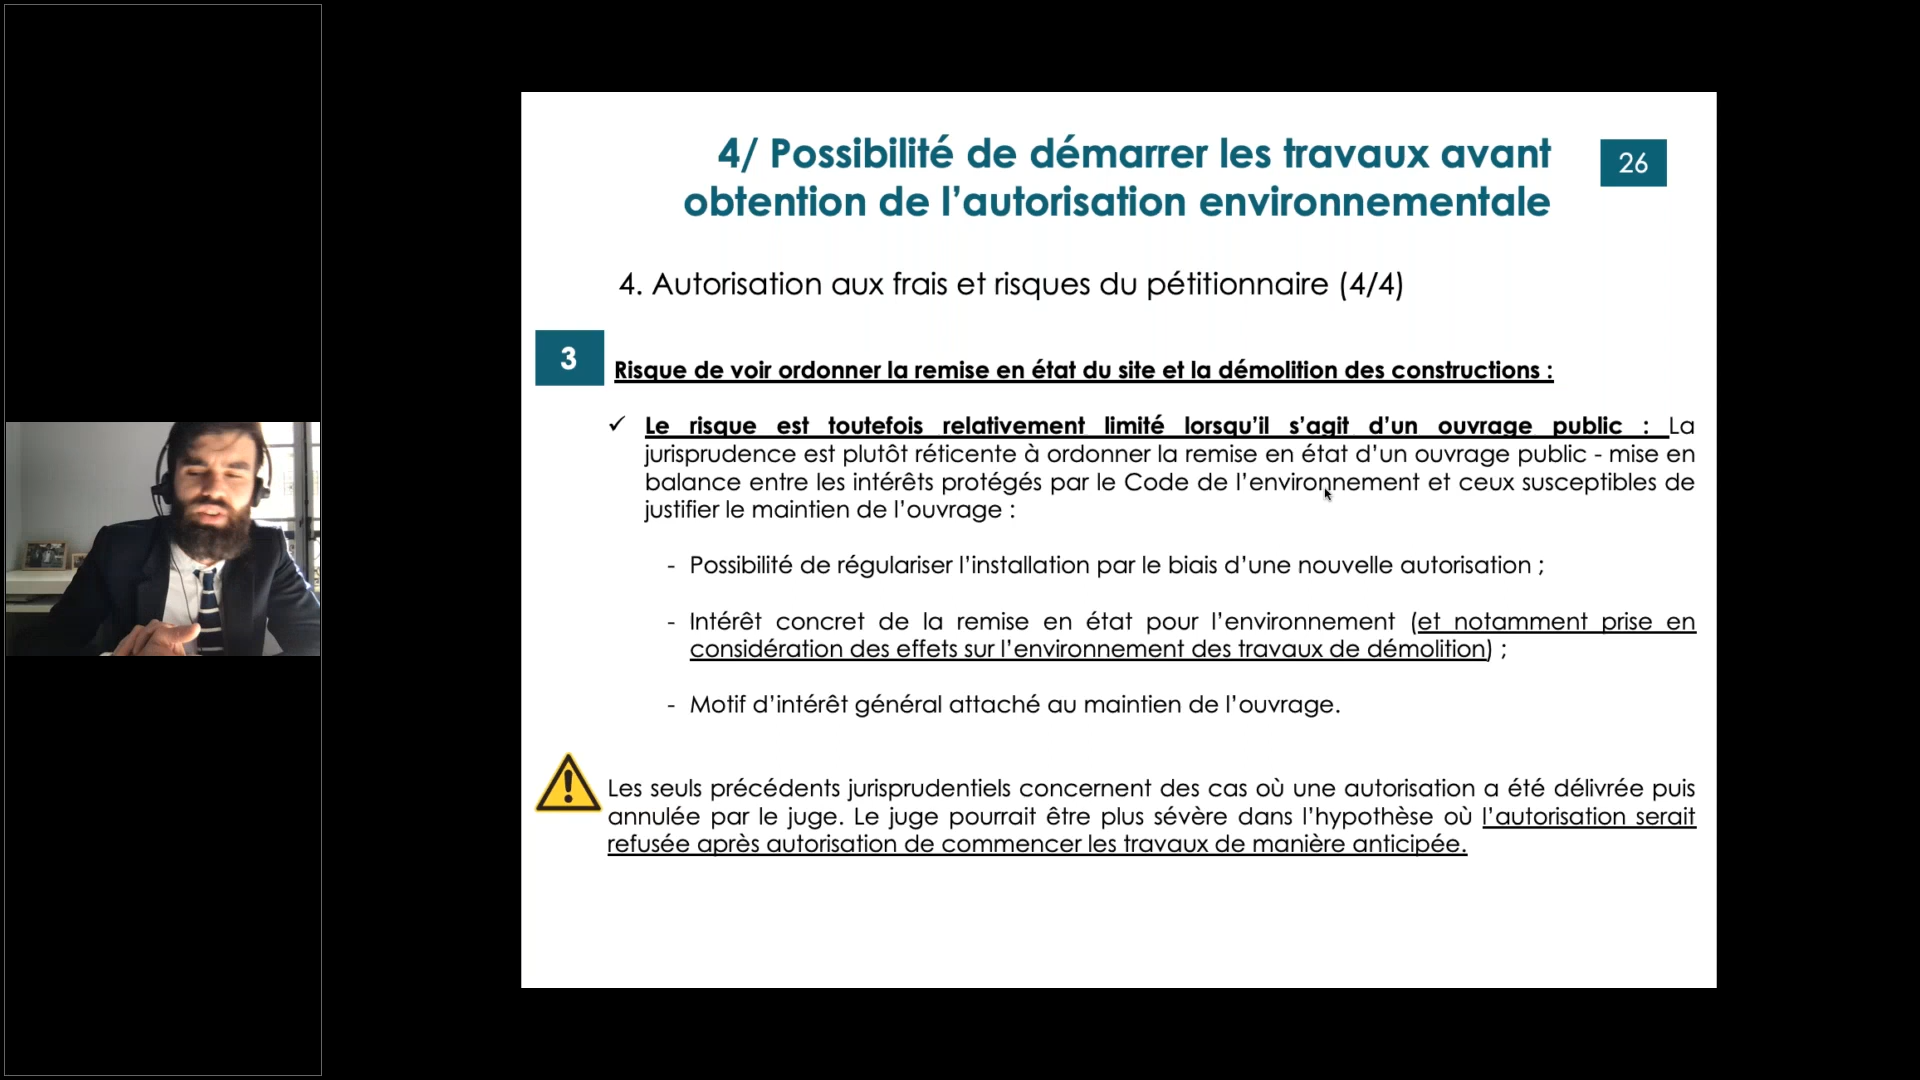 4/ Possibilité de démarrer les travaux avant
obtention de l’autorisation environnementale
26
4. Autorisation aux frais et risques du pétitionnaire (4/4)
3
Risque de voir ordonner la remise en état du site et la démolition des constructions :
✓ Le risque est toutefois relativement limité lorsqu’il s’agit d’un ouvrage public : La
jurisprudence est plutôt réticente à ordonner la remise en état d’un ouvrage public - mise en
balance entre les intérêts protégés par le Code de l’environnement et ceux susceptibles de
justifier le maintien de l’ouvrage :
- Possibilité de régulariser l’installation par le biais d’une nouvelle autorisation ;
- Intérêt concret de la remise en état pour l’environnement (et notamment prise en
considération des effets sur l’environnement des travaux de démolition) ;
- Motif d’intérêt général attaché au maintien de l’ouvrage.
Les seuls précédents jurisprudentiels concernent des cas où une autorisation a été délivrée puis
annulée par le juge. Le juge pourrait être plus sévère dans l’hypothèse où l’autorisation serait
refusée après autorisation de commencer les travaux de manière anticipée.